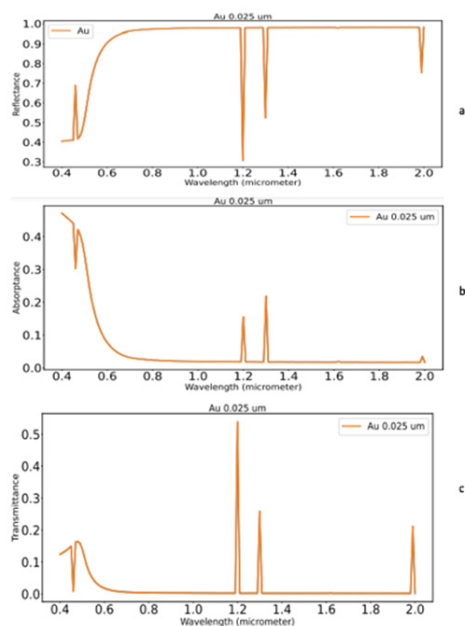 Au 0.025 um
1.0
0.9
0.8
0.7
0.6
0.5
0.4
0.3
Reflectance
Au
0.4 0.6 0.8 1.0 1.2 1.4 1.6 1.8 2.0
Wavelength (micrometer)
a
Au 0.025 um
0.4
0.3
0.2
0.1
0.0
Absorptance
Au 0.025 um
0.4 0.6 0.8 1.0 1.2 1.4 1.6 1.8 2.0
Wavelength (micrometer)
b
Au 0.025 um
0.5
0.4
0.3
0.2
0.1
0.0
Transmittance
Au 0.025 um
0.4 0.6 0.8 1.0 1.2 1.4 1.6 1.8 2.0
Wavelength (micrometer)
c